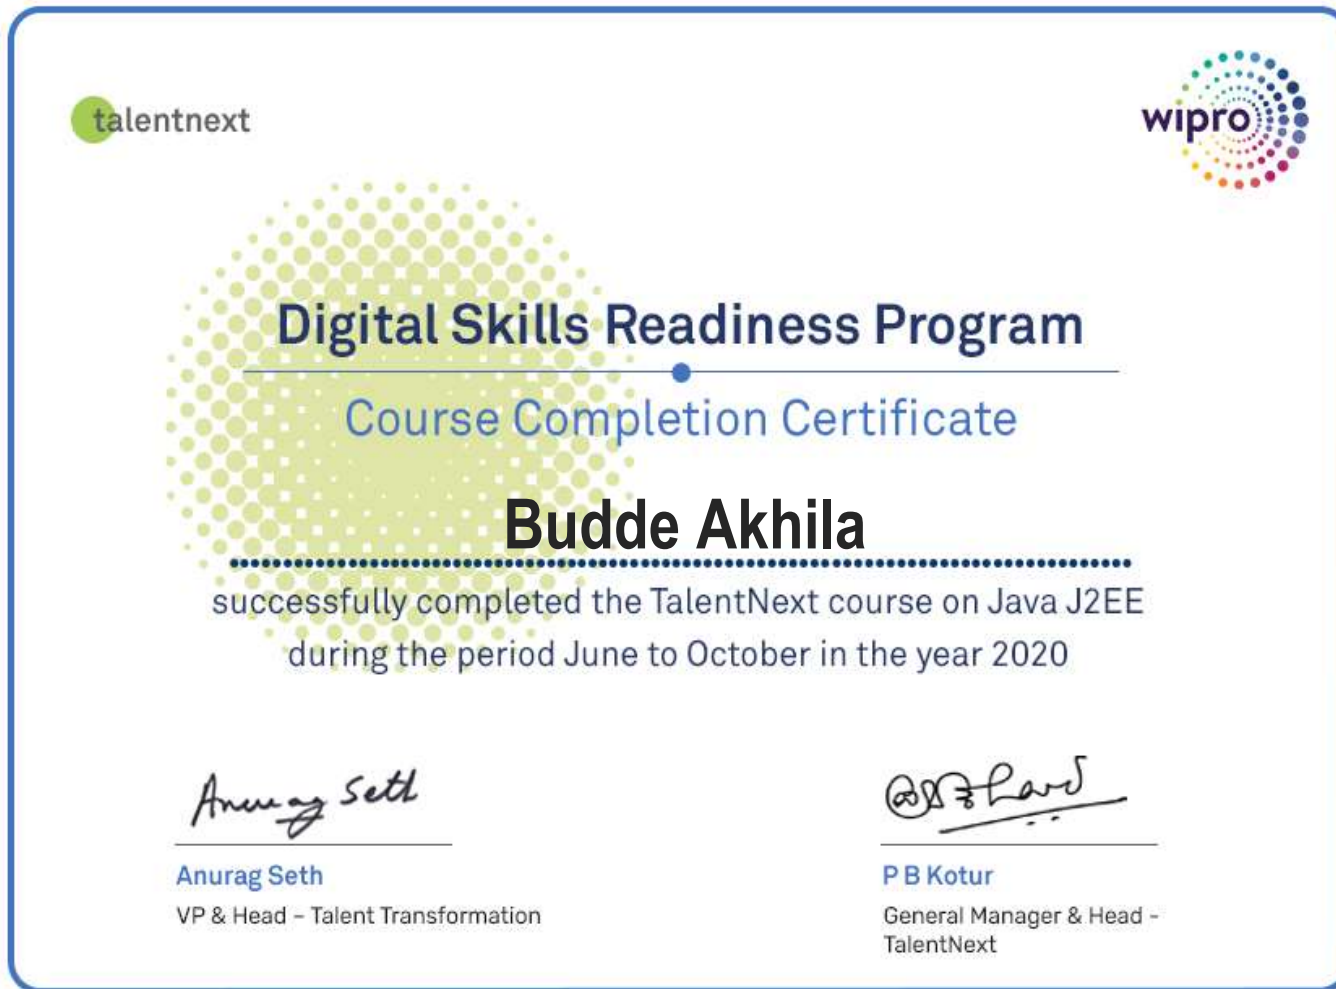 talentnext
wipro
Digital Skills Readiness Program
Course Completion Certificate
Budde Akhila
successfully completed the TalentNext course on Java J2EE
during the period June to October in the year 2020
Anurag Seth
Anurag Seth
VP & Head – Talent Transformation
P B Kotur
General Manager & Head -
TalentNext